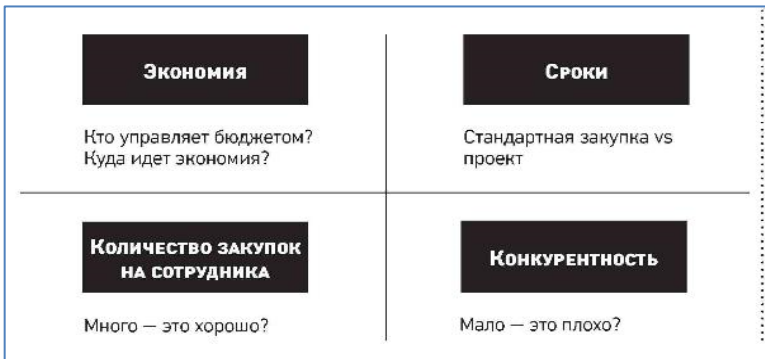 Экономия
Кто управляет бюджетом?
Куда идет экономия?
Сроки
Стандартная закупка vs
проект
Количество закупок
на сотрудника
Много — это хорошо?
Конкурентность
Мало — это плохо?